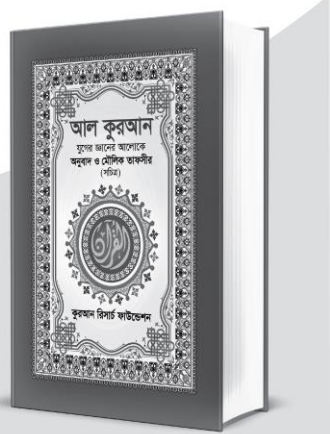 আল কুরআন
যুগের জ্ঞানের আলোকে
অনুবাদ ও মৌলিক তাফসীর
(সচিত্র)
القرآن
কুরআন রিসার্চ ফাউন্ডেশন